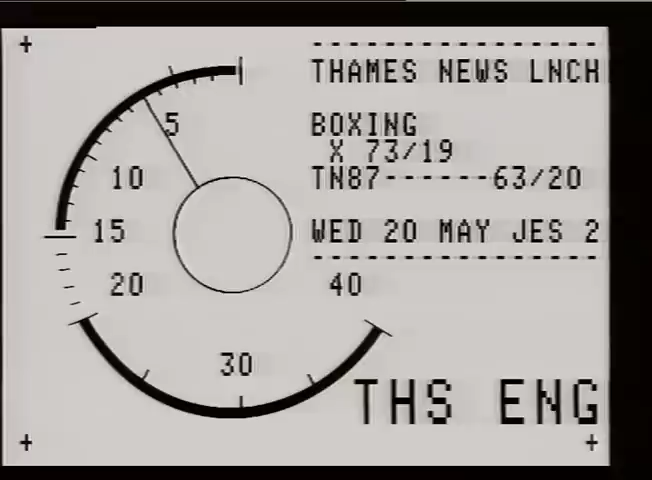 THAMES NEWS LNCH
BOXING
X 73/19
TN87------63/20
WED 20 MAY JES 2
5
10
15
20
30
40
THS ENG